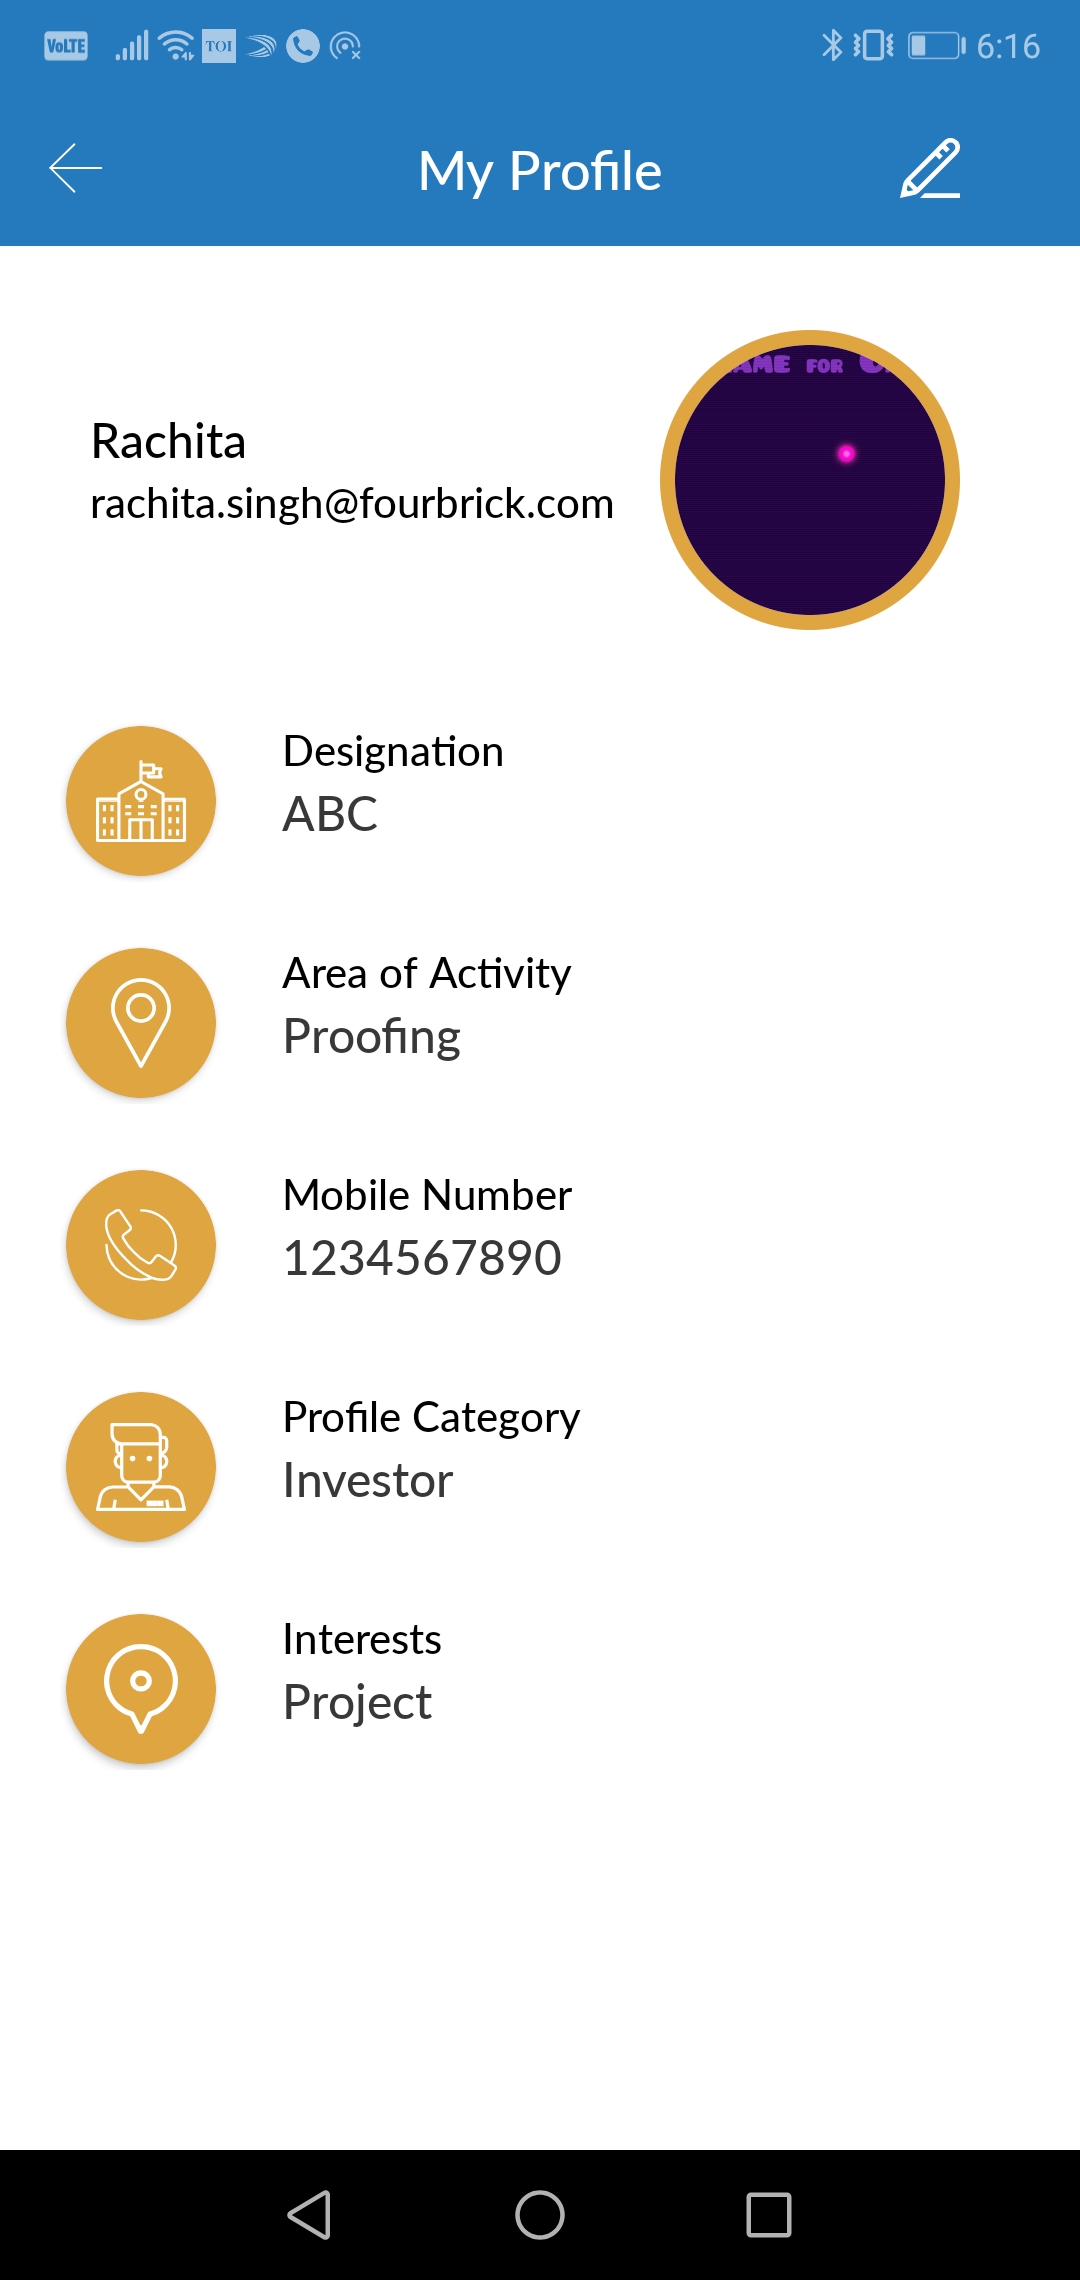 VoLTE TOI 6:16
My Profile
FOR
Rachita
rachita.singh@fourbrick.com
Designation
ABC
Area of Activity
Proofing
Mobile Number
1234567890
Profile Category
Investor
Interests
Project